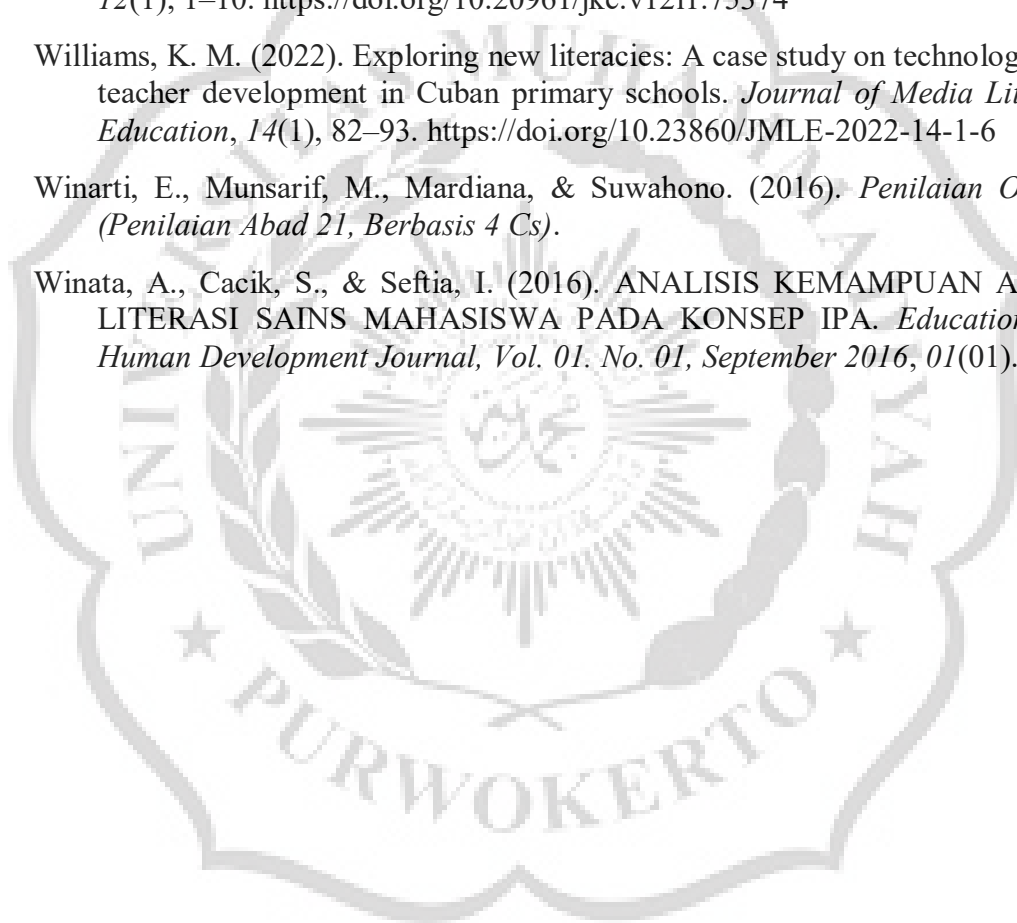 12(1), 1–10. https://doi.org/10.20961/jkc.v12i1.75374
Williams, K. M. (2022). Exploring new literacies: A case study on technolog
teacher development in Cuban primary schools. Journal of Media Lit
Education, 14(1), 82–93. https://doi.org/10.23860/JMLE-2022-14-1-6
Winarti, E., Munsarif, M., Mardiana, & Suwahono. (2016). Penilaian O
(Penilaian Abad 21, Berbasis 4 Cs).
Winata, A., Cacik, S., & Seftia, I. (2016). ANALISIS KEMAMPUAN A
LITERASI SAINS MAHASISWA PADA KONSEP IPA. Education
Human Development Journal, Vol. 01. No. 01, September 2016, 01(01).
UNIVERSITAS MUHAMMADIYAH
PURWOKERTO